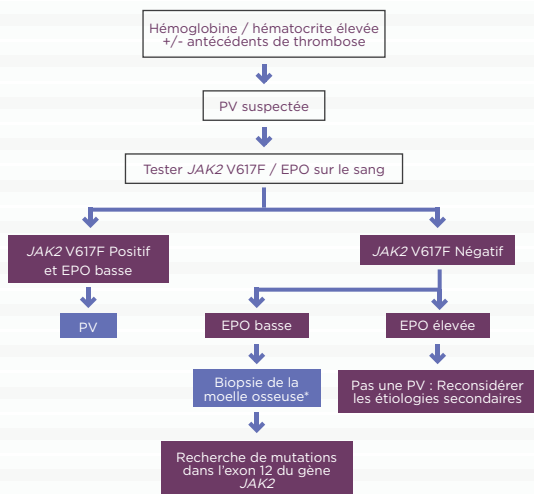 Hémoglobine / hématocrite élevée
+/- antécédents de thrombose
PV suspectée
Tester JAK2 V617F / EPO sur le sang
JAK2 V617F Positif
et EPO basse
JAK2 V617F Négatif
PV
EPO basse
EPO élevée
Biopsie de la
moelle osseuse*
Pas une PV : Reconsidérer
les étiologies secondaires
Recherche de mutations
dans l'exon 12 du gène
JAK2